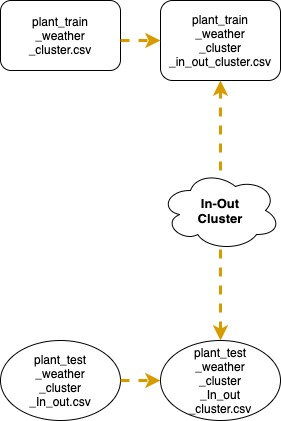 plant_train
_weather
_cluster.csv
plant_train
_weather
_cluster
_in_out_cluster.csv
In-Out
Cluster
plant_test
_weather
_cluster
_In_out.csv
plant_test
_weather
_cluster
_In_out
_cluster.csv